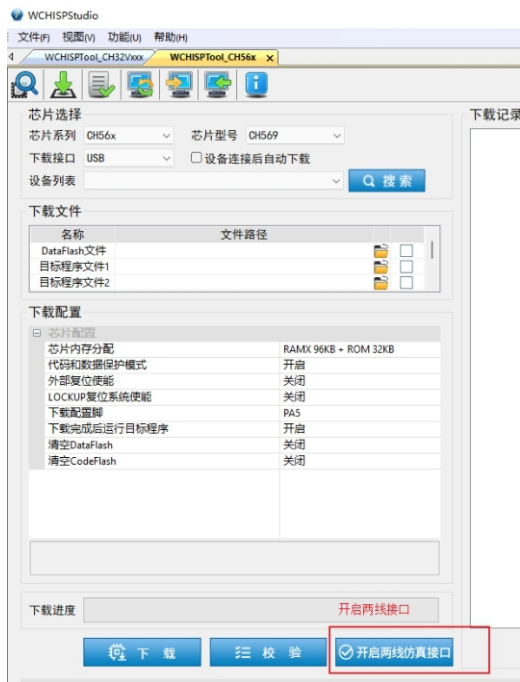 WCHISPStudio
文件(F) 视图(V) 功能(U) 帮助(H)
WCHISPTool_CH32Vxxx WCHISPTool_CH56x x
芯片选择
芯片系列 CH56x 芯片型号 CH569
下载接口 USB 设备连接后自动下载
设备列表 搜 索
下载文件
名称 文件路径
DataFlash文件
目标程序文件1
目标程序文件2
下载配置
芯片配置
芯片内存分配 RAMX 96KB + ROM 32KB
代码和数据保护模式 开启
外部复位使能 关闭
LOCKUP复位系统使能 关闭
下载配置脚 PA5
下载完成后运行目标程序 开启
清空DataFlash 关闭
清空CodeFlash 关闭
下载进度 开启两线接口
下 载 校 验 开启两线仿真接口
下载记录